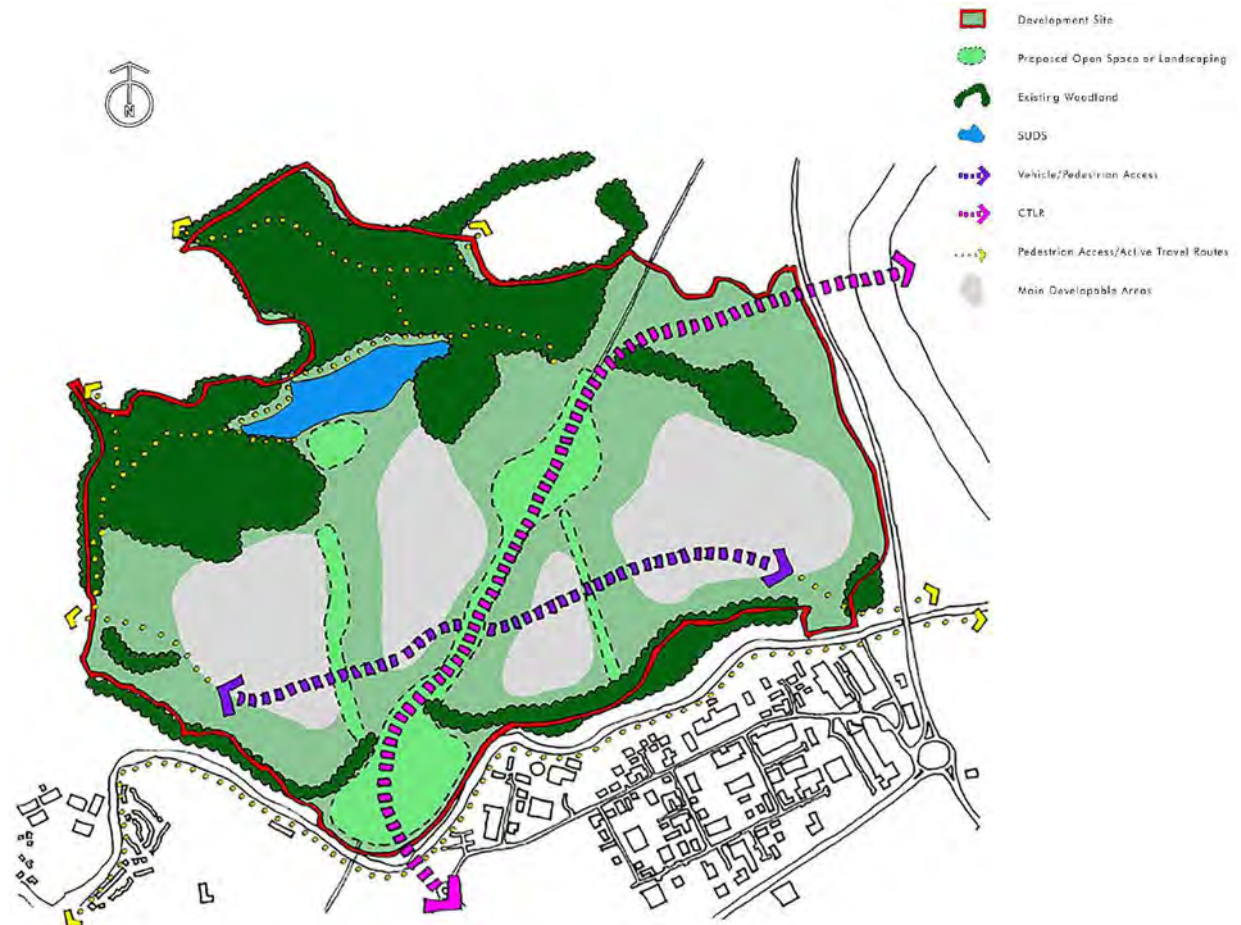 N
Development Site
Proposed Open Space or Landscaping
Existing Woodland
SUDS
Vehicle/Pedestrian Access
CTLR
Pedestrian Access/Active Travel Routes
Main Developable Areas